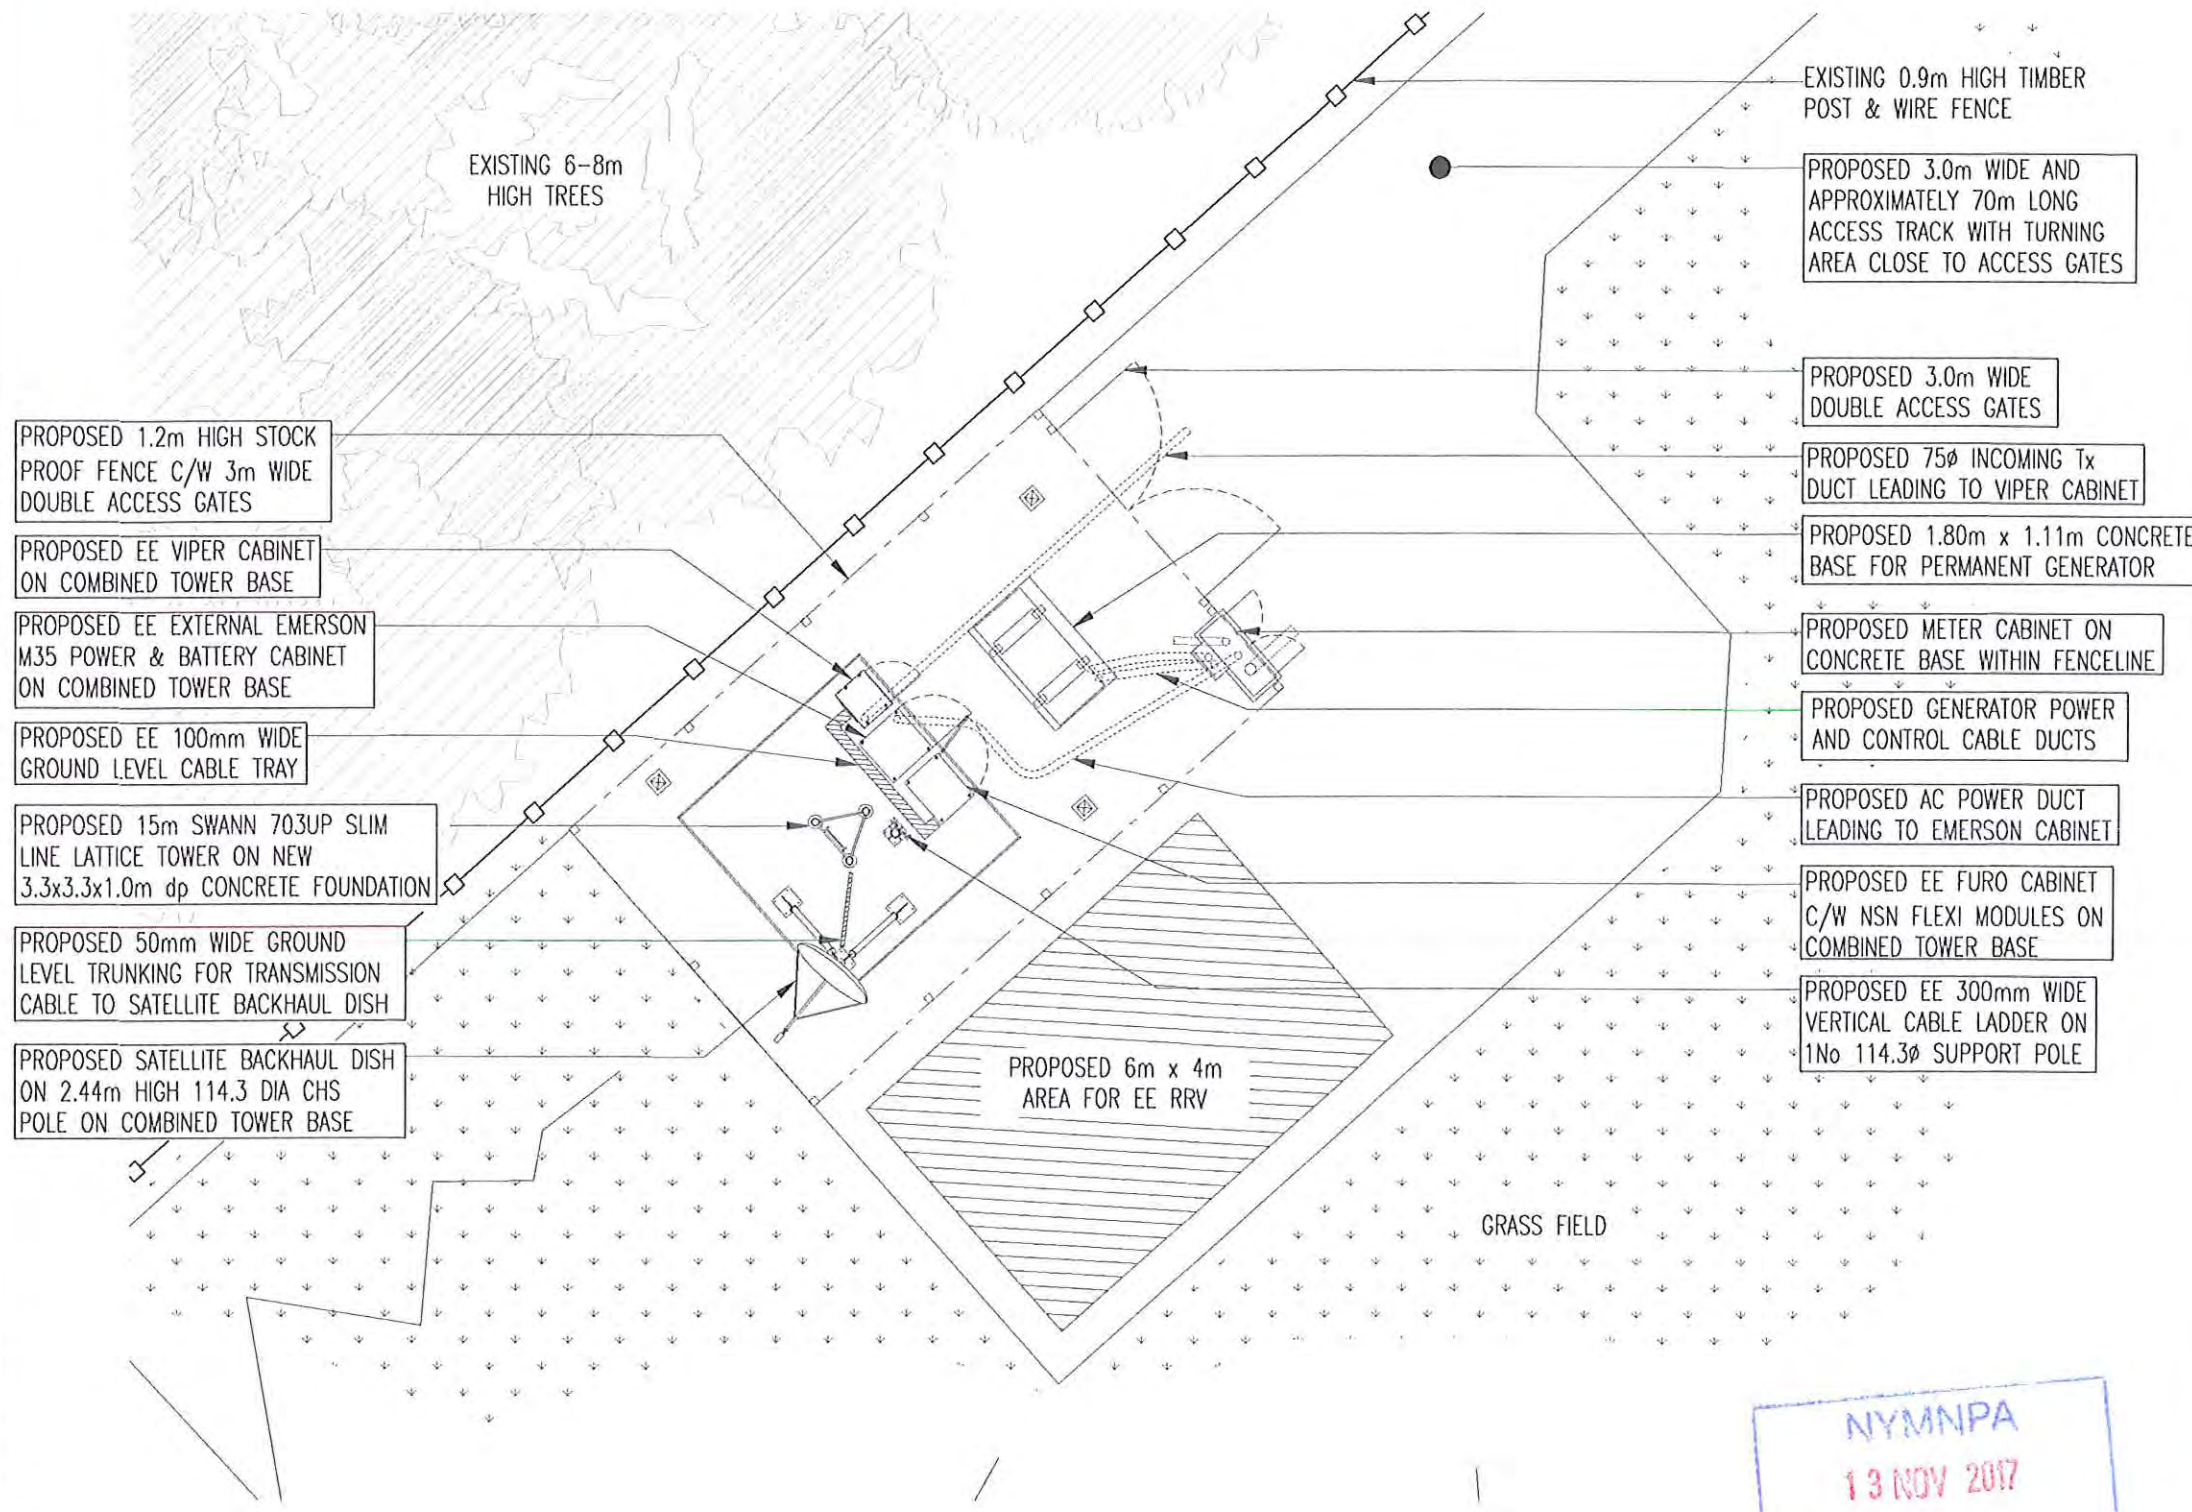 EXISTING 6-8m
HIGH TREES
EXISTING 0.9m HIGH TIMBER
POST & WIRE FENCE
PROPOSED 3.0m WIDE AND
APPROXIMATELY 70m LONG
ACCESS TRACK WITH TURNING
AREA CLOSE TO ACCESS GATES
PROPOSED 3.0m WIDE
DOUBLE ACCESS GATES
PROPOSED 75ø INCOMING Tx
DUCT LEADING TO VIPER CABINET
PROPOSED 1.80m x 1.11m CONCRETE
BASE FOR PERMANENT GENERATOR
PROPOSED METER CABINET ON
CONCRETE BASE WITHIN FENCELINE
PROPOSED GENERATOR POWER
AND CONTROL CABLE DUCTS
PROPOSED AC POWER DUCT
LEADING TO EMERSON CABINET
PROPOSED EE FURO CABINET
C/W NSN FLEXI MODULES ON
COMBINED TOWER BASE
PROPOSED EE 300mm WIDE
VERTICAL CABLE LADDER ON
1No 114.3ø SUPPORT POLE
PROPOSED 1.2m HIGH STOCK
PROOF FENCE C/W 3m WIDE
DOUBLE ACCESS GATES
PROPOSED EE VIPER CABINET
ON COMBINED TOWER BASE
PROPOSED EE EXTERNAL EMERSON
M35 POWER & BATTERY CABINET
ON COMBINED TOWER BASE
PROPOSED EE 100mm WIDE
GROUND LEVEL CABLE TRAY
PROPOSED 15m SWANN 703UP SLIM
LINE LATTICE TOWER ON NEW
3.3x3.3x1.0m dp CONCRETE FOUNDATION
PROPOSED 50mm WIDE GROUND
LEVEL TRUNKING FOR TRANSMISSION
CABLE TO SATELLITE BACKHAUL DISH
PROPOSED SATELLITE BACKHAUL DISH
ON 2.44m HIGH 114.3 DIA CHS
POLE ON COMBINED TOWER BASE
PROPOSED 6m x 4m
AREA FOR EE RRV
GRASS FIELD
NYMNPA
13 NOV 2017